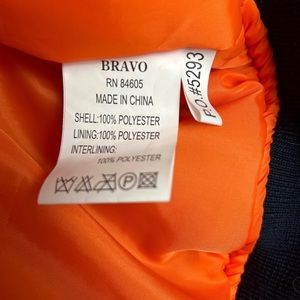 BRAVO
RN 84605
MADE IN CHINA
SHELL:100% POLYESTER
LINING:100% POLYESTER
INTERLINING:
100% POLYESTER
P.O.#5293